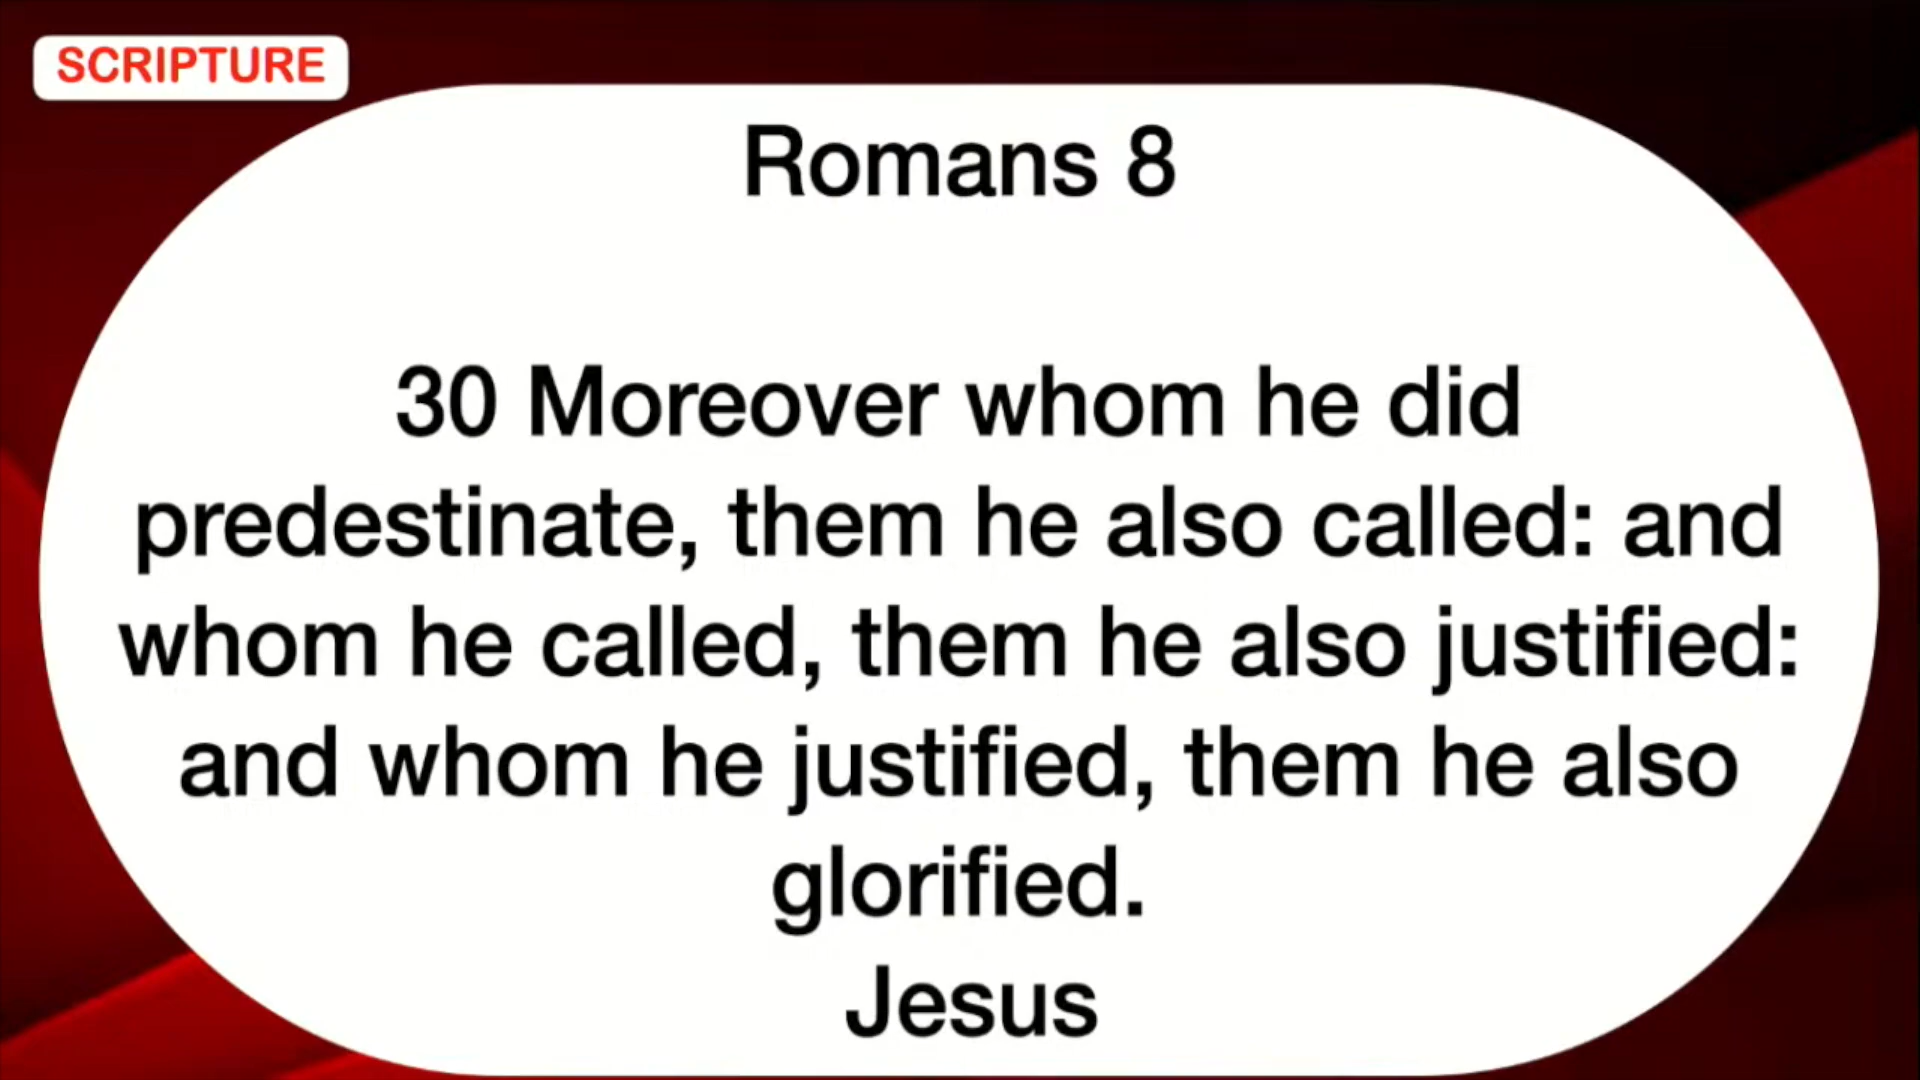 SCRIPTURE
Romans 8
30 Moreover whom he did
predestinate, them he also called: and
whom he called, them he also justified:
and whom he justified, them he also
glorified.
Jesus